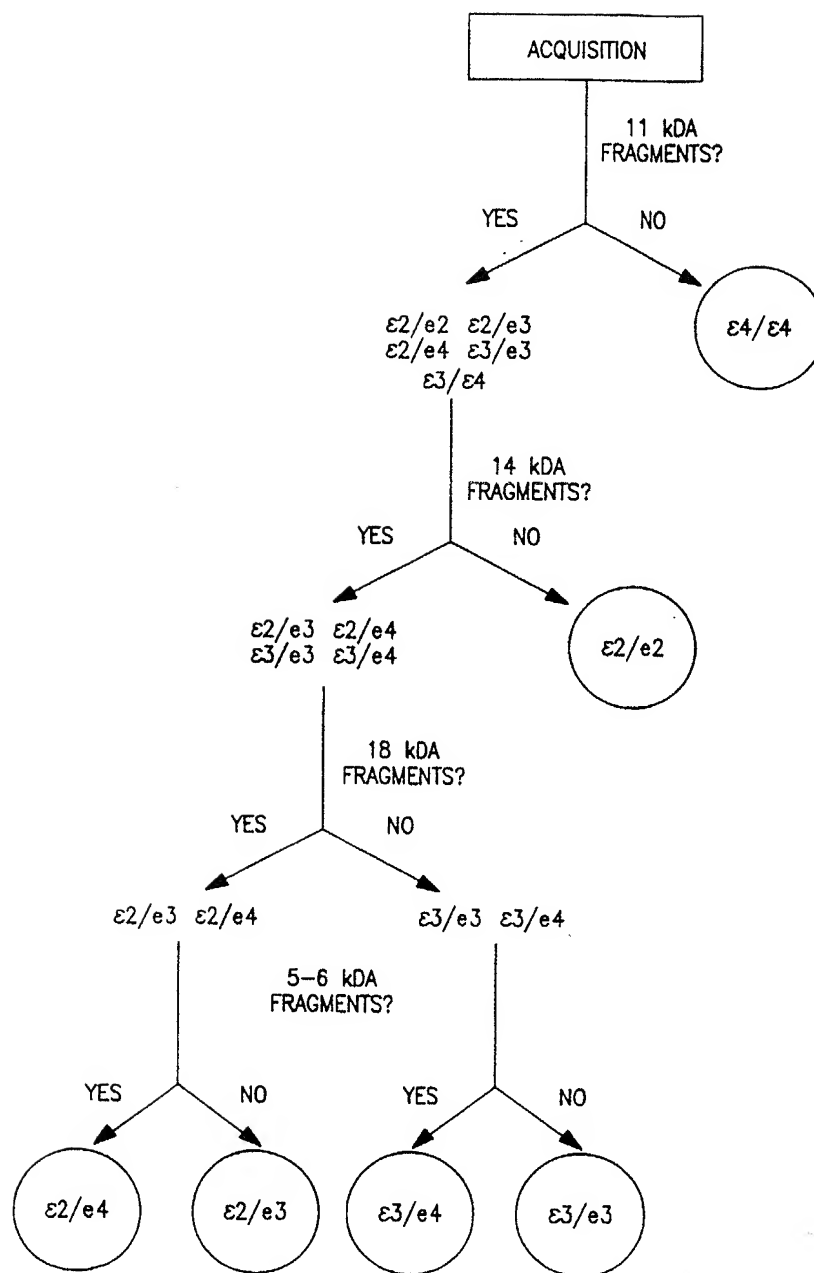 ACQUISITION
11 kDA
FRAGMENTS?
YES
NO
ε2/e2 ε2/e3
ε2/e4 ε3/e3
ε3/ε4
ε4/ε4
14 kDA
FRAGMENTS?
YES
NO
ε2/e3 ε2/e4
ε3/e3 ε3/e4
ε2/e2
18 kDA
FRAGMENTS?
YES
NO
ε2/e3 ε2/e4
ε3/e3 ε3/e4
5-6 kDA
FRAGMENTS?
YES
NO
YES
NO
ε2/e4
ε2/e3
ε3/e4
ε3/e3